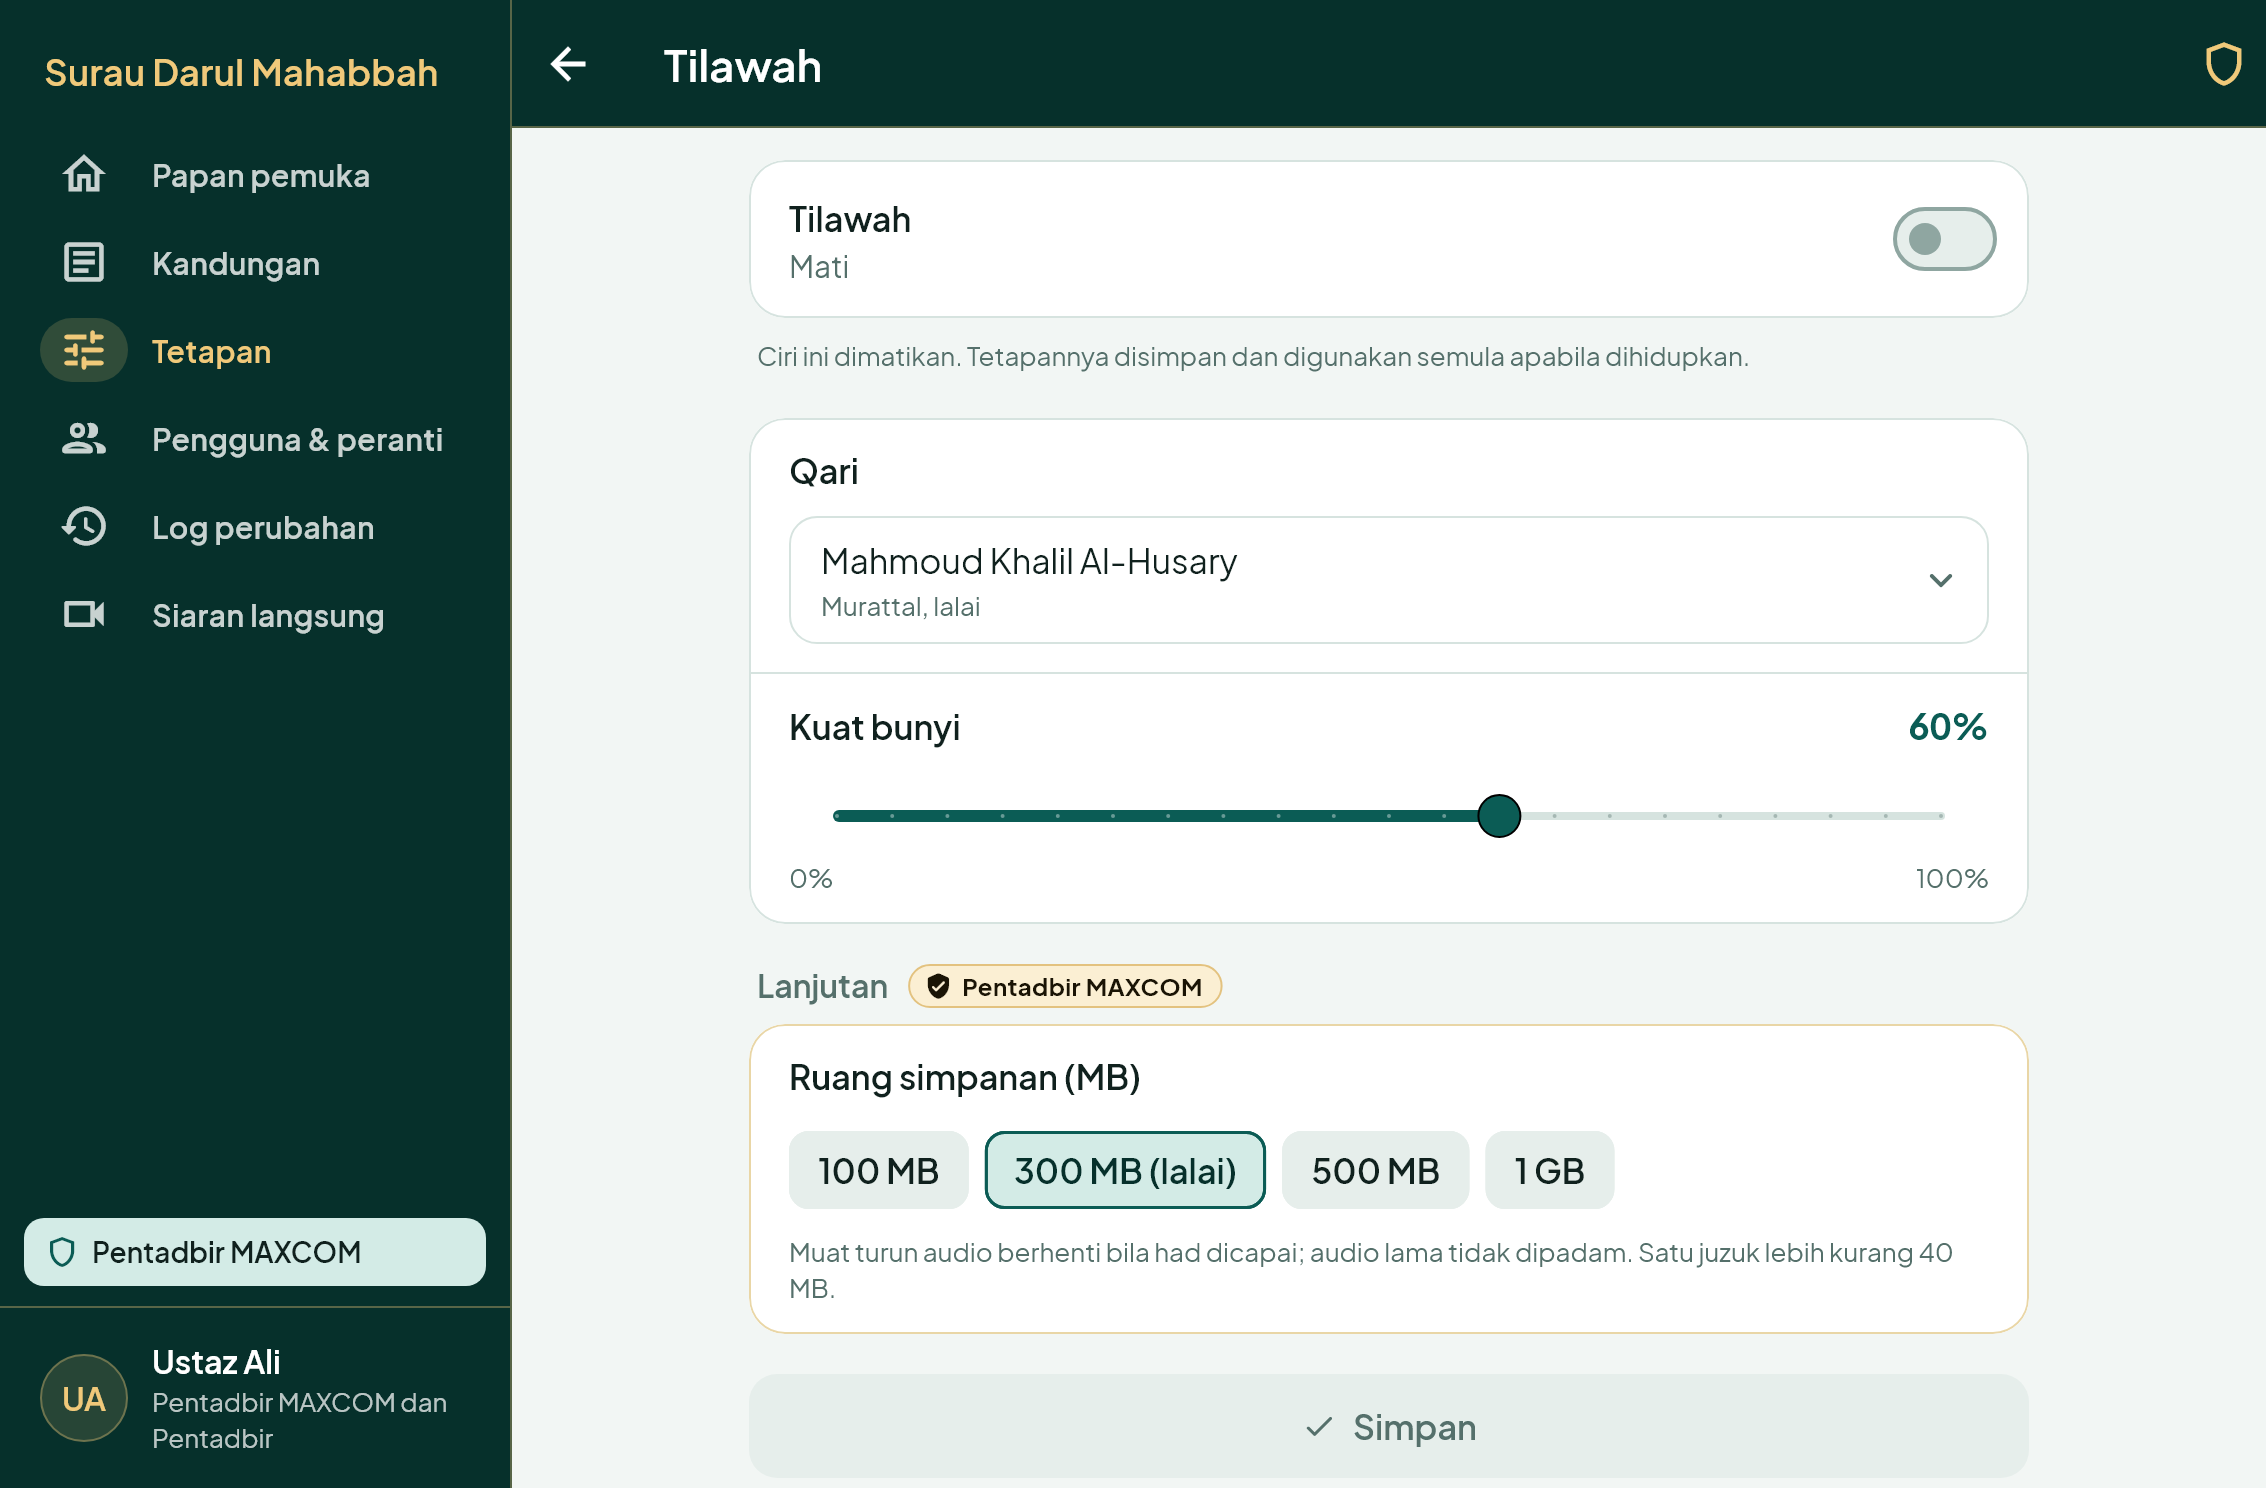 Surau Darul Mahabbah
Papan pemuka
Kandungan
Tetapan
Pengguna & peranti
Log perubahan
Siaran langsung
Pentadbir MAXCOM
UA
Ustaz Ali
Pentadbir MAXCOM dan
Pentadbir
Tilawah
Tilawah
Mati
Ciri ini dimatikan. Tetapannya disimpan dan digunakan semula apabila dihidupkan.
Qari
Mahmoud Khalil Al-Husary
Murattal, lalai
Kuat bunyi
60%
0%
100%
Lanjutan
Pentadbir MAXCOM
Ruang simpanan (MB)
100 MB
300 MB (lalai)
500 MB
1 GB
Muat turun audio berhenti bila had dicapai; audio lama tidak dipadam. Satu juzuk lebih kurang 40
MB.
Simpan